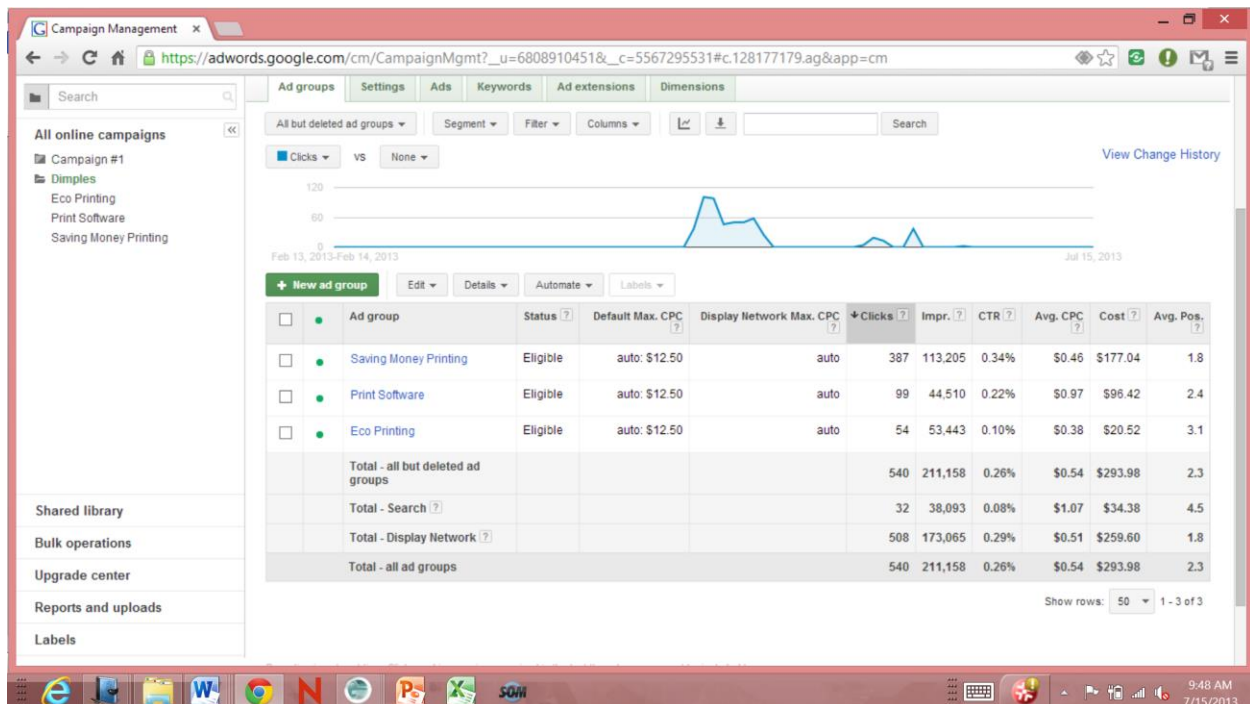 Campaign Management
https://adwords.google.com/cm/CampaignMgmt?_u=6808910451&_c=5567295531#c.128177179.ag&app=cm
Search
All online campaigns
Campaign #1
Dimples
Eco Printing
Print Software
Saving Money Printing
Shared library
Bulk operations
Upgrade center
Reports and uploads
Labels
Ad groups Settings Ads Keywords Ad extensions Dimensions
All but deleted ad groups Segment Filter Columns Search
Clicks VS None View Change History
120
60
0
Feb 13, 2013-Feb 14, 2013 Jul 15, 2013
+ New ad group Edit Details Automate Labels
Ad group Status ? Default Max. CPC ? Display Network Max. CPC ? Clicks ? Impr. ? CTR ? Avg. CPC ? Cost ? Avg. Pos. ?
Saving Money Printing Eligible auto: $12.50 auto 387 113,205 0.34% $0.46 $177.04 1.8
Print Software Eligible auto: $12.50 auto 99 44,510 0.22% $0.97 $96.42 2.4
Eco Printing Eligible auto: $12.50 auto 54 53,443 0.10% $0.38 $20.52 3.1
Total - all but deleted ad groups 540 211,158 0.26% $0.54 $293.98 2.3
Total - Search ? 32 38,093 0.08% $1.07 $34.38 4.5
Total - Display Network ? 508 173,065 0.29% $0.51 $259.60 1.8
Total - all ad groups 540 211,158 0.26% $0.54 $293.98 2.3
Show rows: 50 1 - 3 of 3
SGM
9:48 AM
7/15/2013